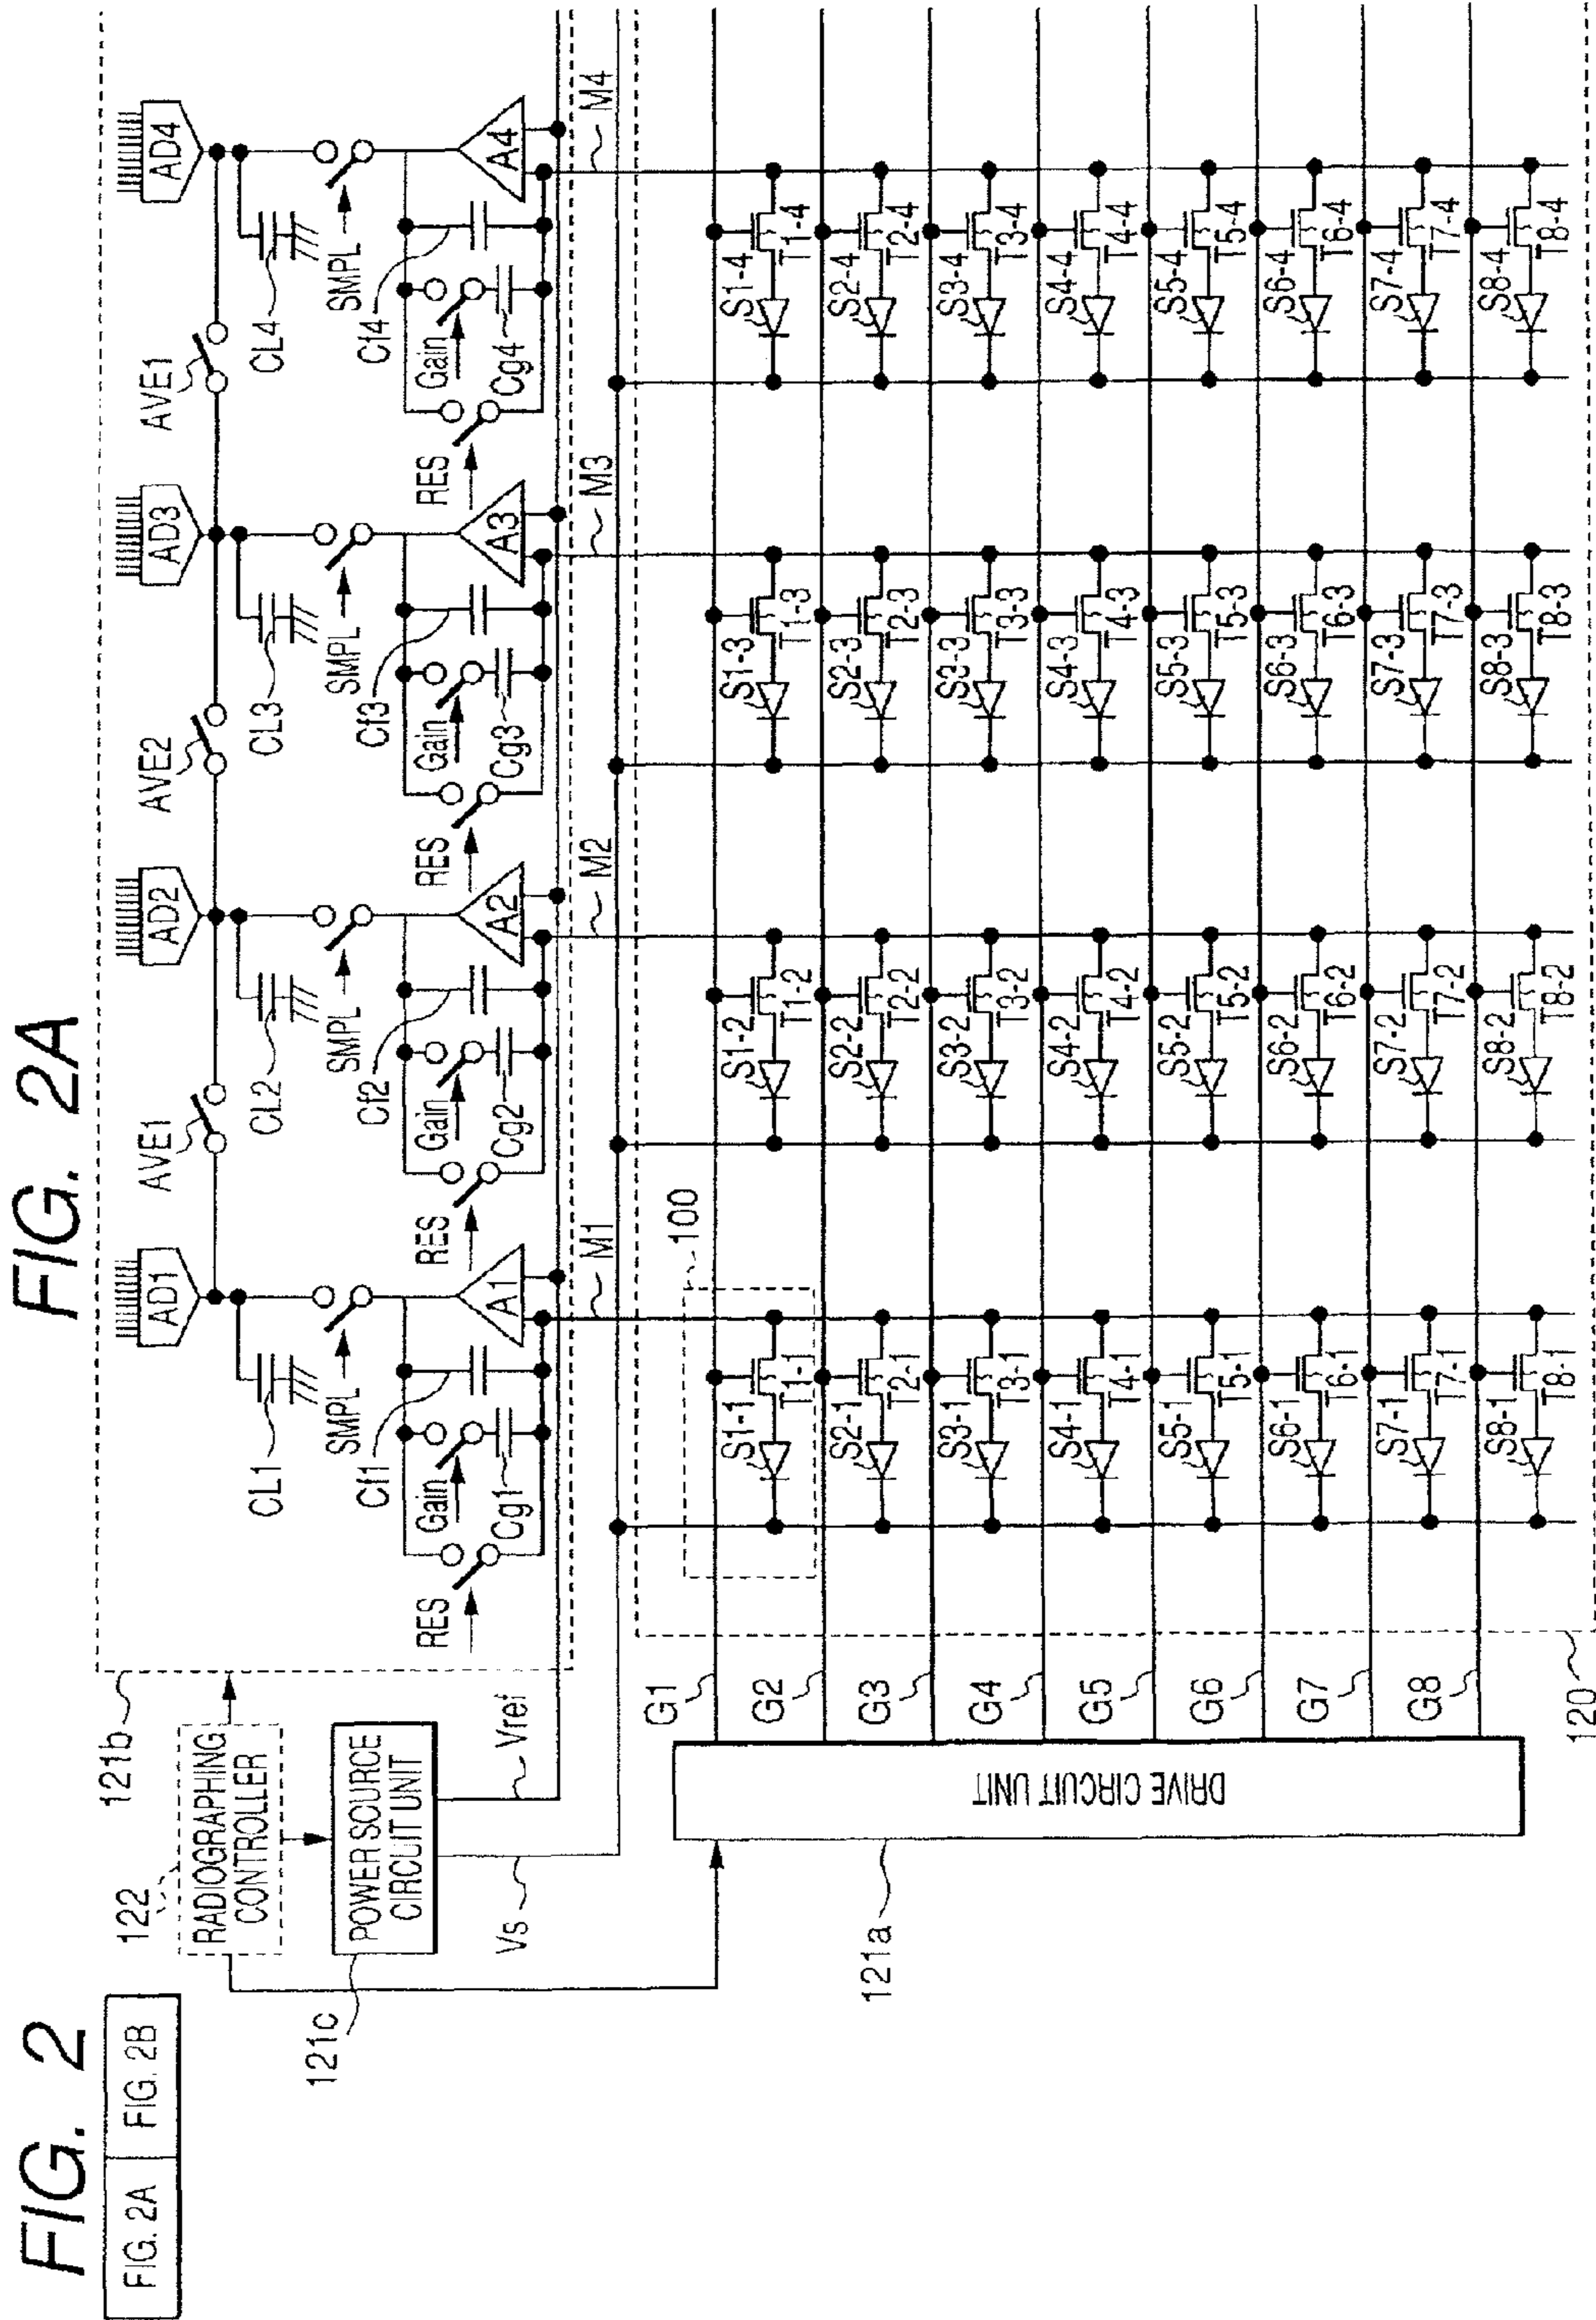 FIG. 2
FIG. 2A
FIG. 2B
FIG. 2A
122
RADIOGRAPHING
CONTROLLER
121b
121c
POWER SOURCE
CIRCUIT UNIT
Vs
Vref
121a
DRIVE CIRCUIT UNIT
120
100
AD1
AD2
AD3
AD4
AVE1
AVE2
AVE1
CL1
CL2
CL3
CL4
SMPL
SMPL
SMPL
SMPL
Cf1
Cf2
Cf3
Cf4
Gain
Gain
Gain
Gain
Cg1
Cg2
Cg3
Cg4
RES
RES
RES
RES
A1
A2
A3
A4
M1
M2
M3
M4
G1
S1-1
T1-1
S1-2
T1-2
S1-3
T1-3
S1-4
T1-4
G2
S2-1
T2-1
S2-2
T2-2
S2-3
T2-3
S2-4
T2-4
G3
S3-1
T3-1
S3-2
T3-2
S3-3
T3-3
S3-4
T3-4
G4
S4-1
T4-1
S4-2
T4-2
S4-3
T4-3
S4-4
T4-4
G5
S5-1
T5-1
S5-2
T5-2
S5-3
T5-3
S5-4
T5-4
G6
S6-1
T6-1
S6-2
T6-2
S6-3
T6-3
S6-4
T6-4
G7
S7-1
T7-1
S7-2
T7-2
S7-3
T7-3
S7-4
T7-4
G8
S8-1
T8-1
S8-2
T8-2
S8-3
T8-3
S8-4
T8-4